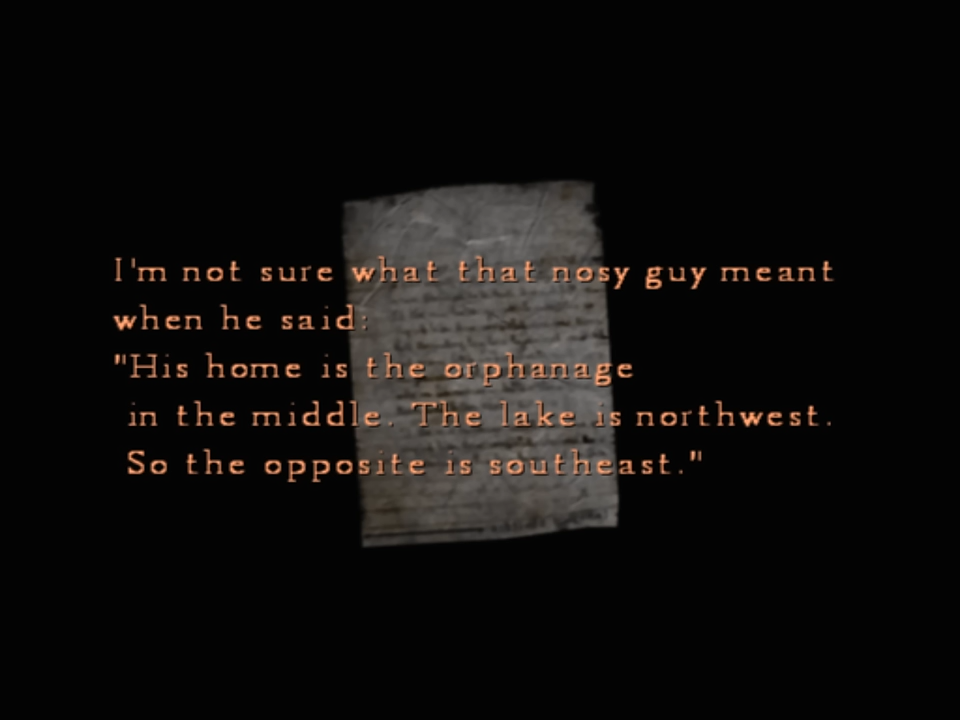 I'm not sure what that nosy guy meant
when he said:
"His home is the orphanage
in the middle. The lake is northwest.
So the opposite is southeast."